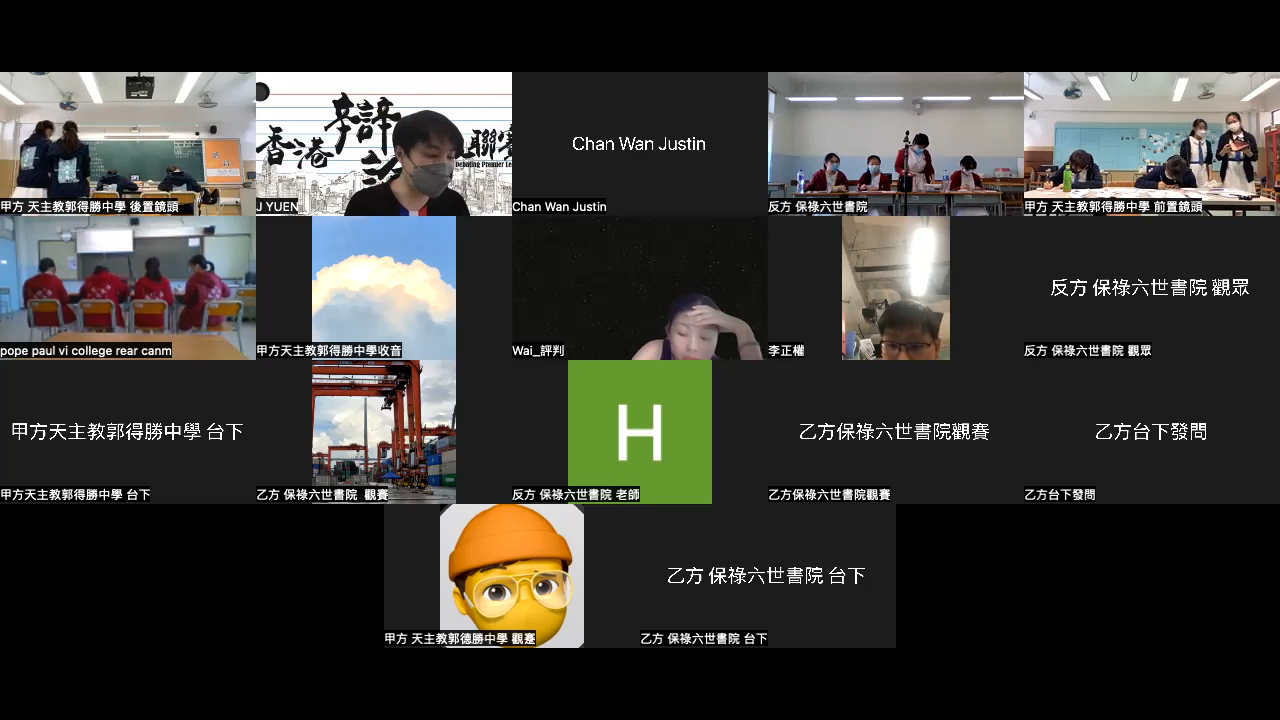 甲方 天主教郭得勝中學 後置鏡頭
香港
辯論
聯賽
Debating Premier Le
J YUEN
Chan Wan Justin
Chan Wan Justin
反方 保祿六世書院
甲方 天主教郭得勝中學 前置鏡頭
pope paul vi college rear canm
甲方天主教郭得勝中學收音
Wai_評判
李正權
反方 保祿六世書院 觀眾
反方 保祿六世書院 觀眾
甲方天主教郭得勝中學 台下
甲方天主教郭得勝中學 台下
乙方 保祿六世書院 觀賽
H
反方 保祿六世書院 老師
乙方保祿六世書院觀賽
乙方保祿六世書院觀賽
乙方台下發問
乙方台下發問
甲方 天主教郭德勝中學 觀賽
乙方 保祿六世書院 台下
乙方 保祿六世書院 台下